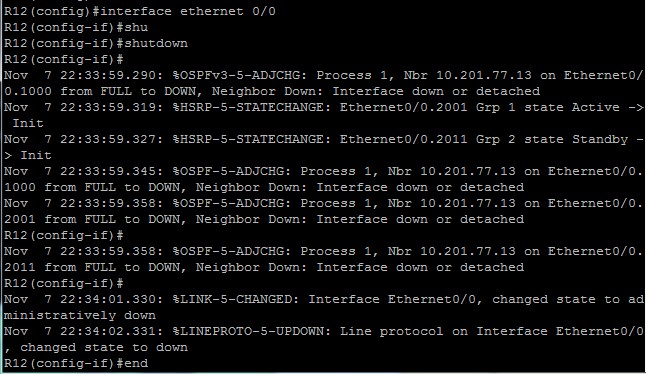 R12(config)#interface ethernet 0/0
R12(config-if)#shu
R12(config-if)#shutdown
R12(config-if)#
Nov  7 22:33:59.290: %OSPFv3-5-ADJCHG: Process 1, Nbr 10.201.77.13 on Ethernet0/
0.1000 from FULL to DOWN, Neighbor Down: Interface down or detached
Nov  7 22:33:59.319: %HSRP-5-STATECHANGE: Ethernet0/0.2001 Grp 1 state Active ->
 Init
Nov  7 22:33:59.327: %HSRP-5-STATECHANGE: Ethernet0/0.2011 Grp 2 state Standby -
> Init
Nov  7 22:33:59.345: %OSPF-5-ADJCHG: Process 1, Nbr 10.201.77.13 on Ethernet0/0.
1000 from FULL to DOWN, Neighbor Down: Interface down or detached
Nov  7 22:33:59.358: %OSPF-5-ADJCHG: Process 1, Nbr 10.201.77.13 on Ethernet0/0.
2001 from FULL to DOWN, Neighbor Down: Interface down or detached
R12(config-if)#
Nov  7 22:33:59.358: %OSPF-5-ADJCHG: Process 1, Nbr 10.201.77.13 on Ethernet0/0.
2011 from FULL to DOWN, Neighbor Down: Interface down or detached
R12(config-if)#
Nov  7 22:34:01.330: %LINK-5-CHANGED: Interface Ethernet0/0, changed state to ad
ministratively down
Nov  7 22:34:02.331: %LINEPROTO-5-UPDOWN: Line protocol on Interface Ethernet0/0
, changed state to down
R12(config-if)#end